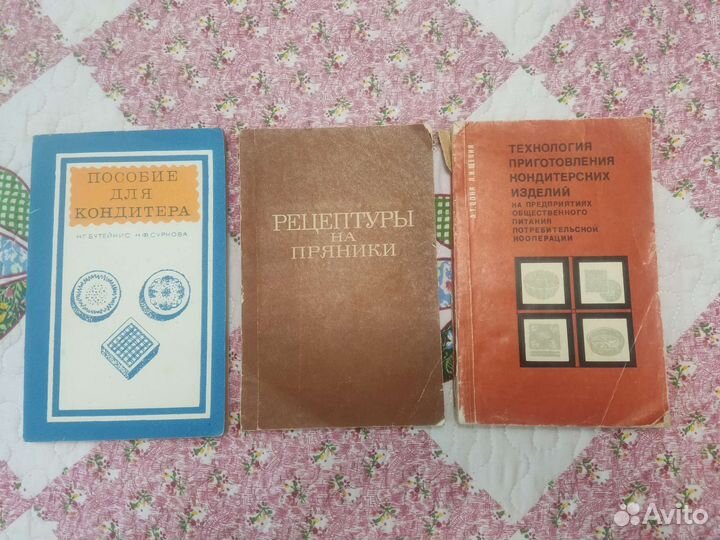 ПОСОБИЕ
ДЛЯ
КОНДИТЕРА
Н.Г. БУТЕЙКИС Н.Ф. СУРКОВА
РЕЦЕПТУРЫ
НА
ПРЯНИКИ
ТЕХНОЛОГИЯ
ПРИГОТОВЛЕНИЯ
КОНДИТЕРСКИХ
ИЗДЕЛИЙ
НА ПРЕДПРИЯТИЯХ
ОБЩЕСТВЕННОГО
ПИТАНИЯ
ПОТРЕБИТЕЛЬСКОЙ
КООПЕРАЦИИ
Avito